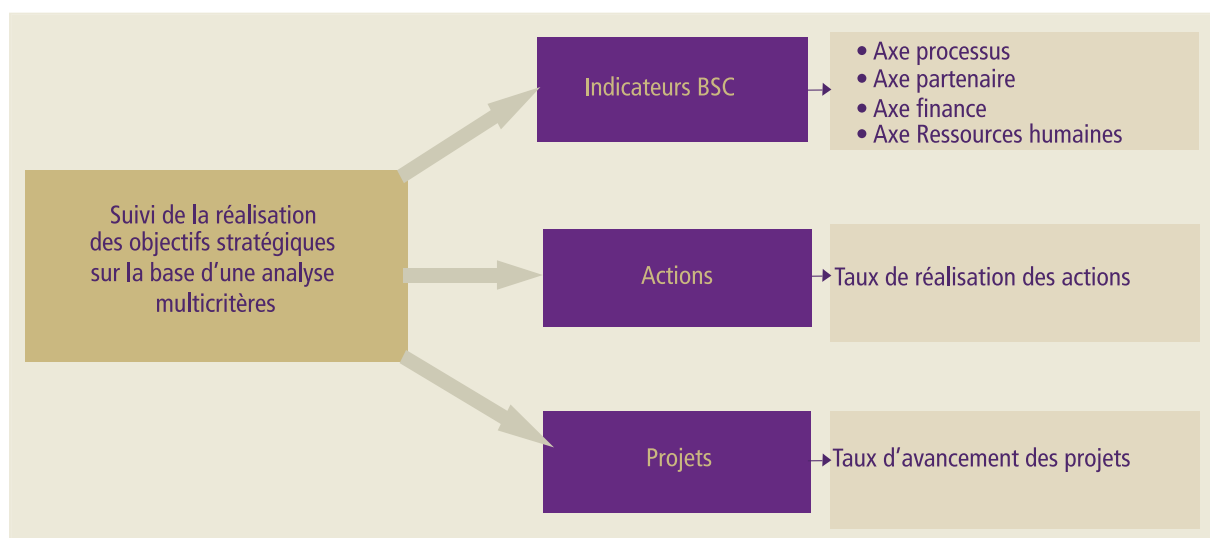 Suivi de la réalisation
des objectifs stratégiques
sur la base d'une analyse
multicritères
Indicateurs BSC
• Axe processus
• Axe partenaire
• Axe finance
• Axe Ressources humaines
Actions
Taux de réalisation des actions
Projets
Taux d'avancement des projets